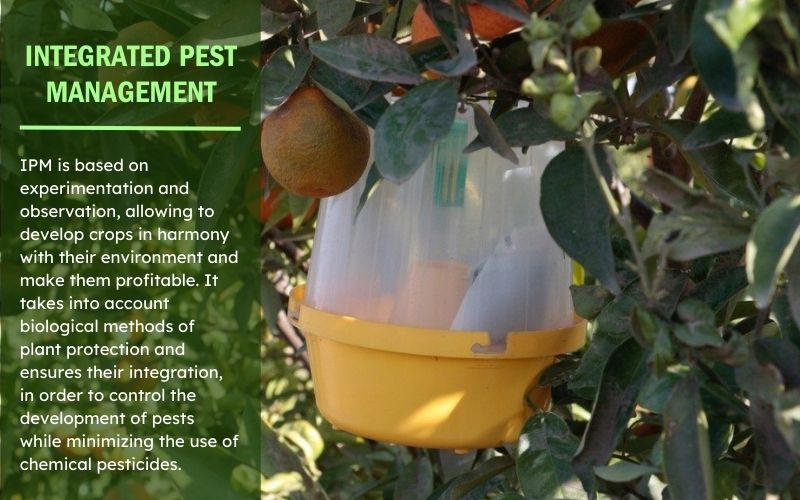 INTEGRATED PEST
MANAGEMENT
IPM is based on
experimentation and
observation, allowing to
develop crops in harmony
with their environment and
make them profitable. It
takes into account
biological methods of
plant protection and
ensures their integration,
in order to control the
development of pests
while minimizing the use of
chemical pesticides.